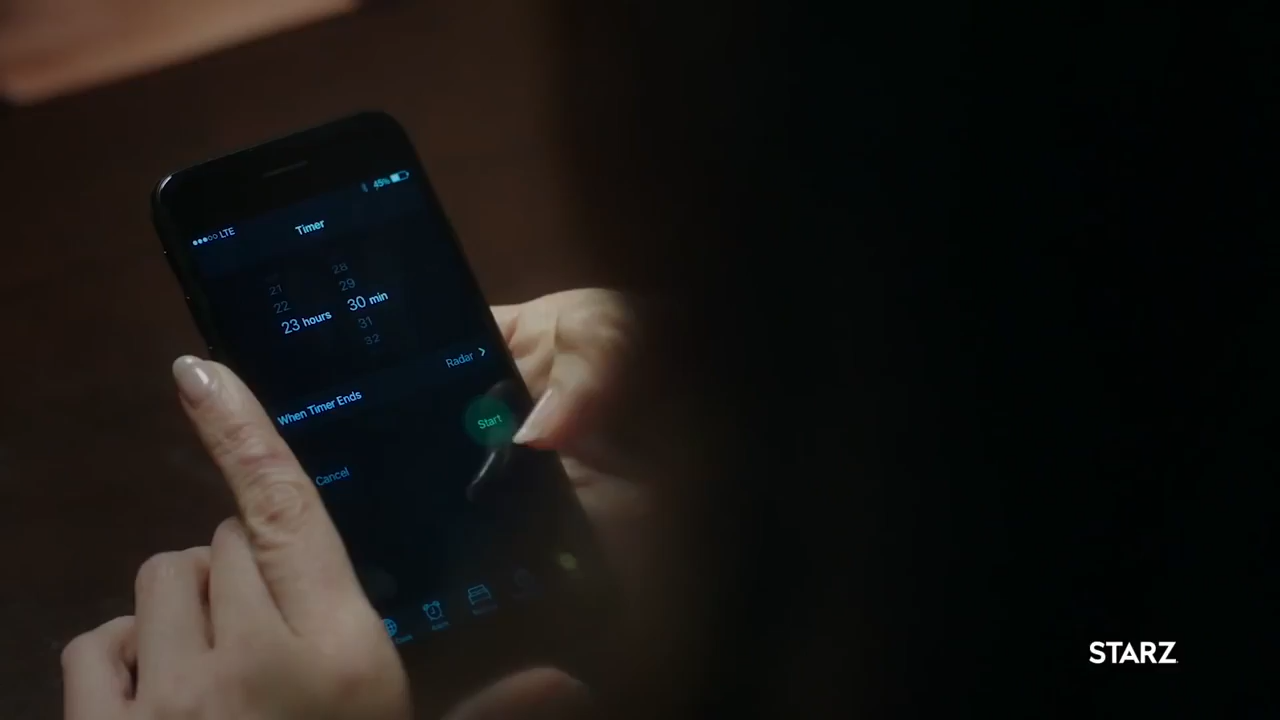 45%
LTE
Timer
28
21
29
22
30 min
23 hours
31
32
Radar
When Timer Ends
Start
Cancel
STARZ